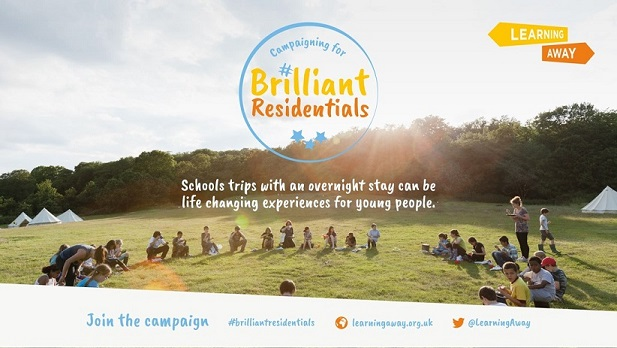 Campaigning for
#Brilliant
Residentials
LEARNING
AWAY
Schools trips with an overnight stay can be
life changing experiences for young people.
Join the campaign #brilliantresidentials learningaway.org.uk @LearningAway